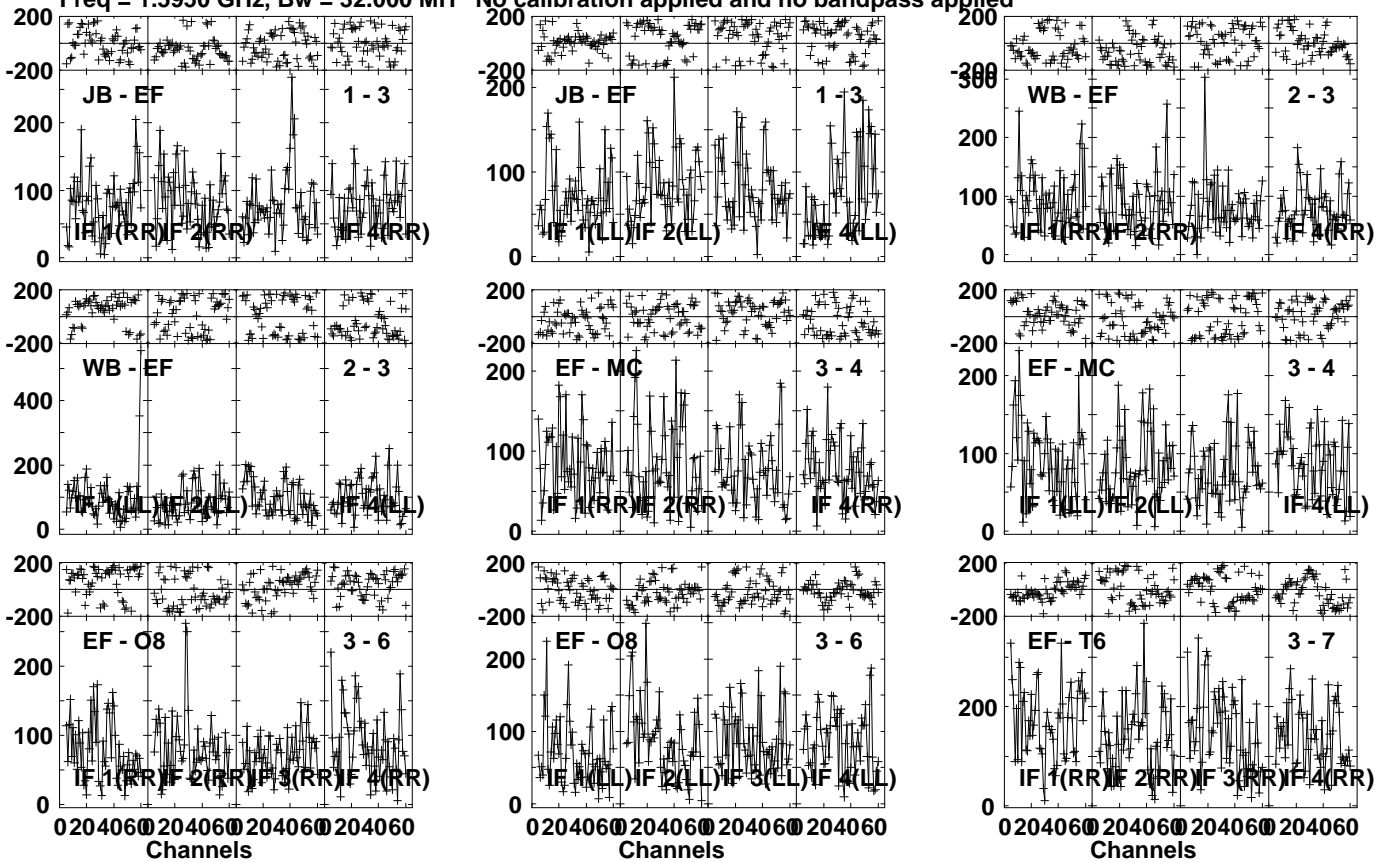 Freq = 1.5950 GHz, Bw = 32.000 MH No calibration applied and no bandpass applied
200
-200
JB - EF 1 - 3
200
100
0
IF 1(RR) IF 2(RR) IF 4(RR)
200
-200
JB - EF 1 - 3
200
100
0
IF 1(LL) IF 2(LL) IF 4(LL)
200
-200
300
WB - EF 2 - 3
200
100
0
IF 1(RR) IF 2(RR) IF 4(RR)
200
-200
WB - EF 2 - 3
400
200
0
IF 1(LL) IF 2(LL) IF 4(LL)
200
-200
EF - MC 3 - 4
200
100
0
IF 1(RR) IF 2(RR) IF 4(RR)
200
-200
EF - MC 3 - 4
200
100
0
IF 1(LL) IF 2(LL) IF 4(LL)
200
-200
EF - O8 3 - 6
200
100
0
IF 1(RR) IF 2(RR) IF 3(RR) IF 4(RR)
0 20 40 60 0 20 40 60 0 20 40 60 0 20 40 60
Channels
200
-200
EF - O8 3 - 6
200
100
0
IF 1(LL) IF 2(LL) IF 3(LL) IF 4(LL)
0 20 40 60 0 20 40 60 0 20 40 60 0 20 40 60
Channels
200
-200
EF - T6 3 - 7
200
0
IF 1(RR) IF 2(RR) IF 3(RR) IF 4(RR)
0 20 40 60 0 20 40 60 0 20 40 60 0 20 40 60
Channels